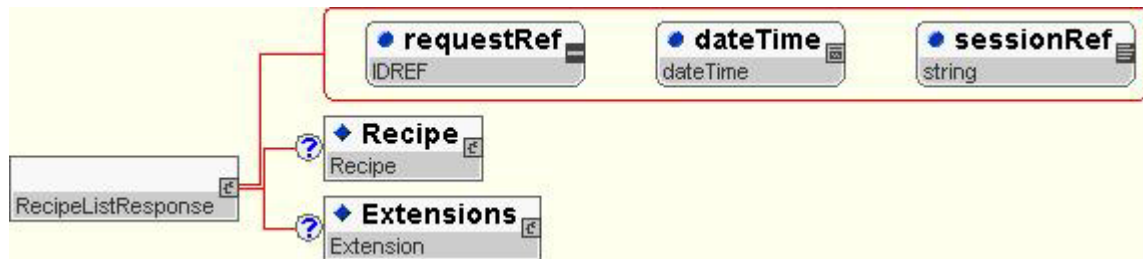 requestRef dateTime sessionRef
IDREF dateTime string
? Recipe
Recipe
RecipeListResponse
? Extensions
Extension